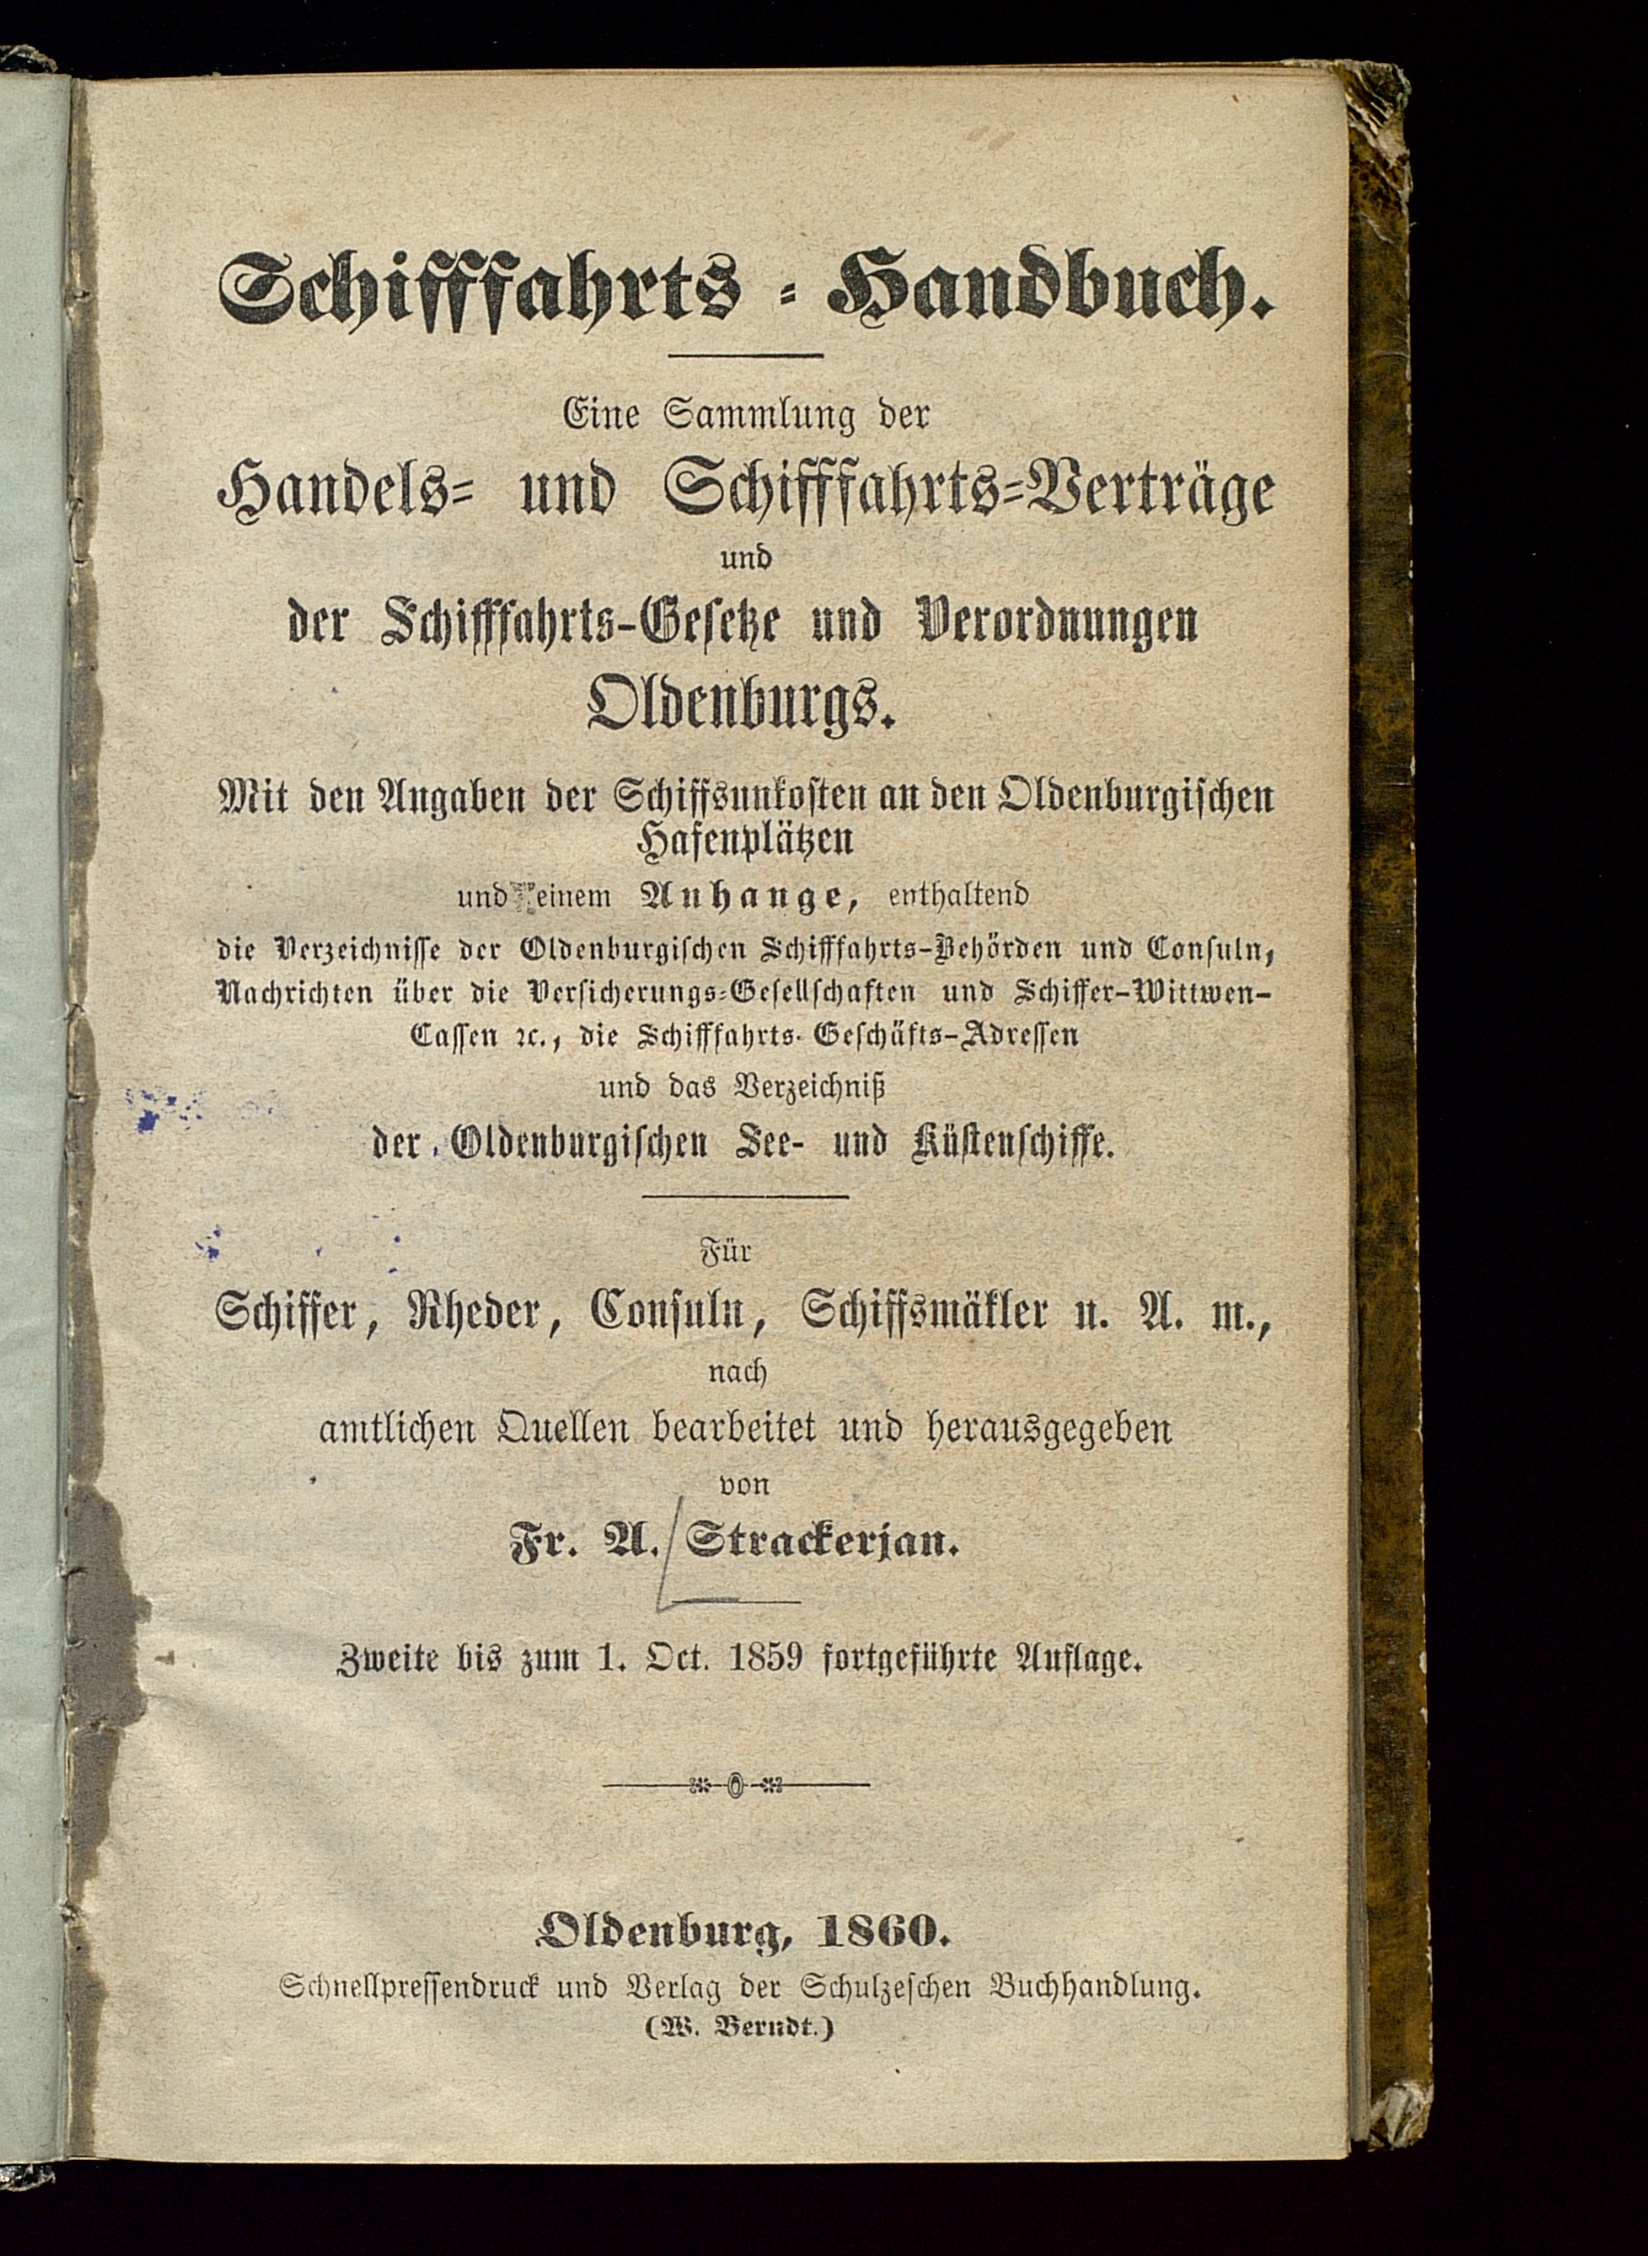 Schifffahrts-Handbuch.
Eine Sammlung der
Handels- und Schifffahrts-Verträge
und
der Schifffahrts-Gesetze und Verordnungen
Oldenburgs.
Mit den Angaben der Schiffsunkosten an den Oldenburgischen
Hafenplätzen
und einem Anhange, enthaltend
die Verzeichnisse der Oldenburgischen Schifffahrts-Behörden und Consuln,
Nachrichten über die Versicherungs-Gesellschaften und Schiffer-Wittwen-
Cassen ꝛc., die Schifffahrts-Geschäfts-Adressen
und das Verzeichniß
der Oldenburgischen See- und Küstenschiffe.
Für
Schiffer, Rheder, Consuln, Schiffsmäkler u. A. m.,
nach
amtlichen Quellen bearbeitet und herausgegeben
von
Fr. A. Strackerjan.
Zweite bis zum 1. Oct. 1859 fortgeführte Auflage.
Oldenburg, 1860.
Schnellpressendruck und Verlag der Schulzeschen Buchhandlung.
(W. Berndt.)